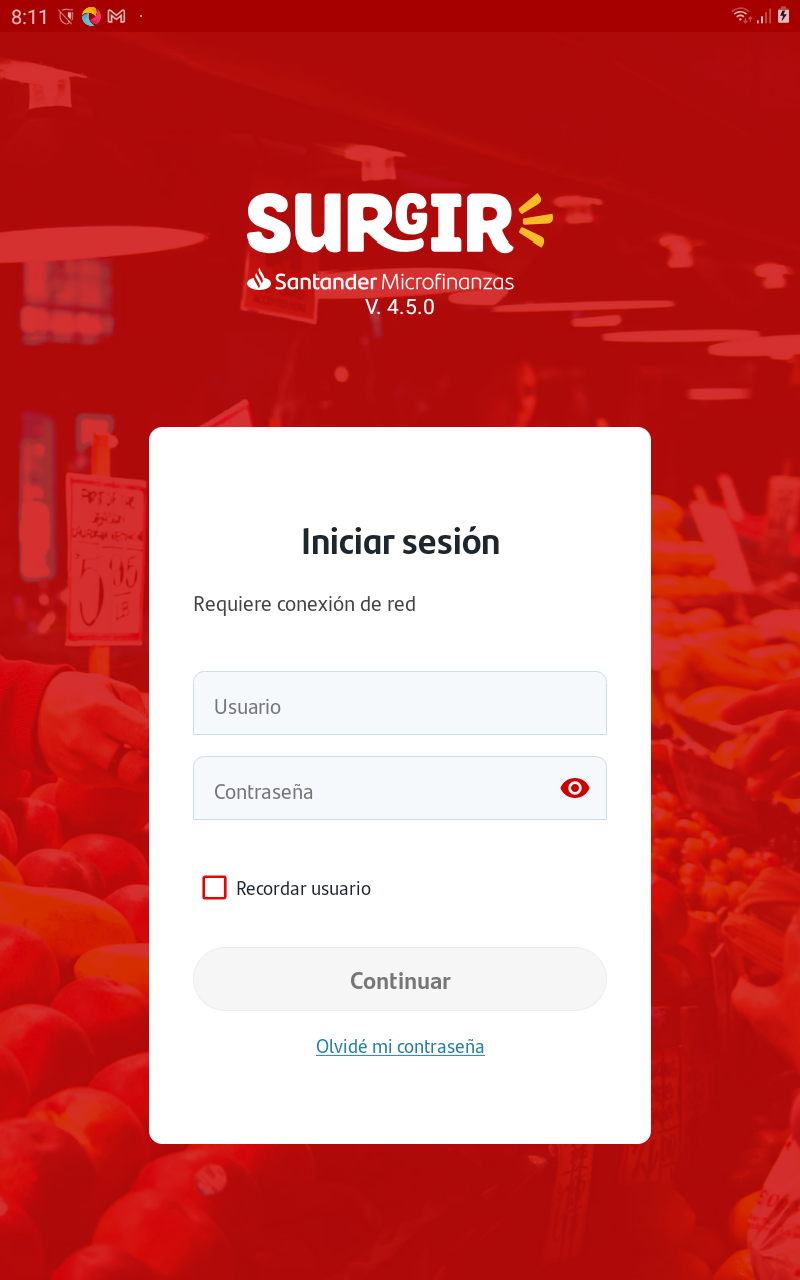 8:11
SURGIR
Santander Microfinanzas
V. 4.5.0
Iniciar sesión
Requiere conexión de red
Usuario
Contraseña
Recordar usuario
Continuar
Olvidé mi contraseña